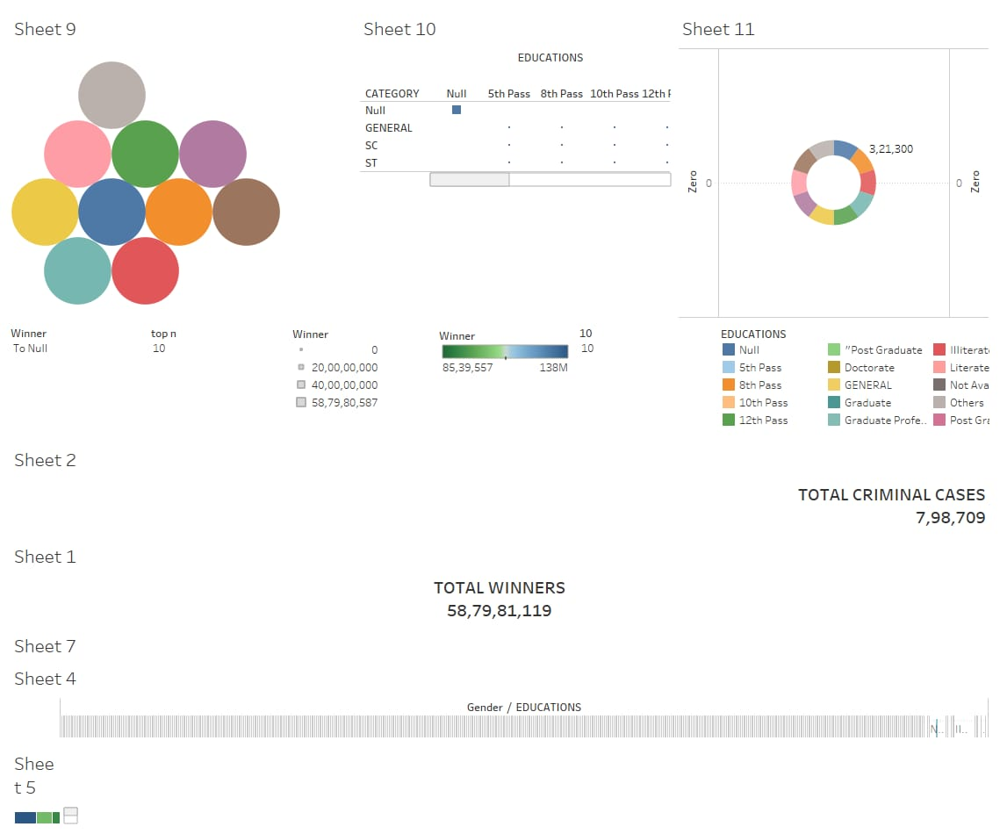 Sheet 9
Sheet 10
Sheet 11
EDUCATIONS
CATEGORY Null 5th Pass 8th Pass 10th Pass 12th
Null
GENERAL
SC
ST
3,21,300
Zero 0
0 Zero
Winner
To Null
top n
10
Winner
0
20,00,00,000
40,00,00,000
58,79,80,587
Winner
85,39,557 138M
10
10
EDUCATIONS
Null
5th Pass
8th Pass
10th Pass
12th Pass
"Post Graduate
Doctorate
GENERAL
Graduate
Graduate Profe..
Illiterat
Literate
Not Ava
Others
Post Gra
Sheet 2
TOTAL CRIMINAL CASES
7,98,709
Sheet 1
TOTAL WINNERS
58,79,81,119
Sheet 7
Sheet 4
Gender / EDUCATIONS
N..
Il..
Shee
t 5